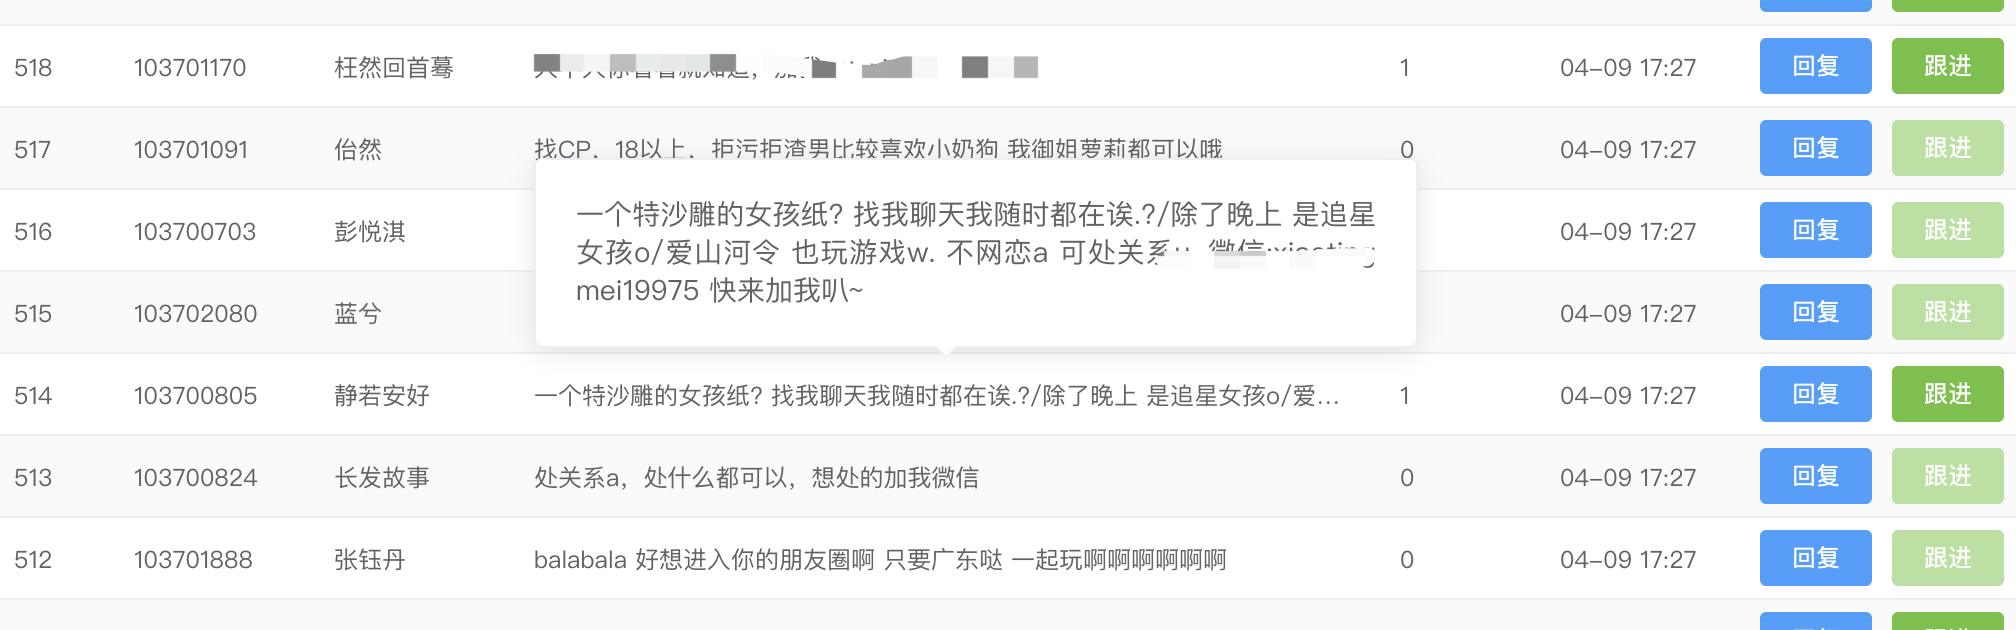 518 103701170 枉然回首蓦 1 04-09 17:27 回复 跟进
517 103701091 佁然 找CP，18以上，拒污拒渣男比较喜欢小奶狗 我御姐萝莉都可以哦 0 04-09 17:27 回复 跟进
一个特沙雕的女孩纸? 找我聊天我随时都在诶.?/除了晚上 是追星
516 103700703 彭悦淇 04-09 17:27 回复 跟进
女孩o/爱山河令 也玩游戏w. 不网恋a 可处关系
mei19975 快来加我叭~
515 103702080 蓝兮 04-09 17:27 回复 跟进
514 103700805 静若安好 一个特沙雕的女孩纸? 找我聊天我随时都在诶.?/除了晚上 是追星女孩o/爱... 1 04-09 17:27 回复 跟进
513 103700824 长发故事 处关系a，处什么都可以，想处的加我微信 0 04-09 17:27 回复 跟进
512 103701888 张钰丹 balabala 好想进入你的朋友圈啊 只要广东哒 一起玩啊啊啊啊啊啊 0 04-09 17:27 回复 跟进